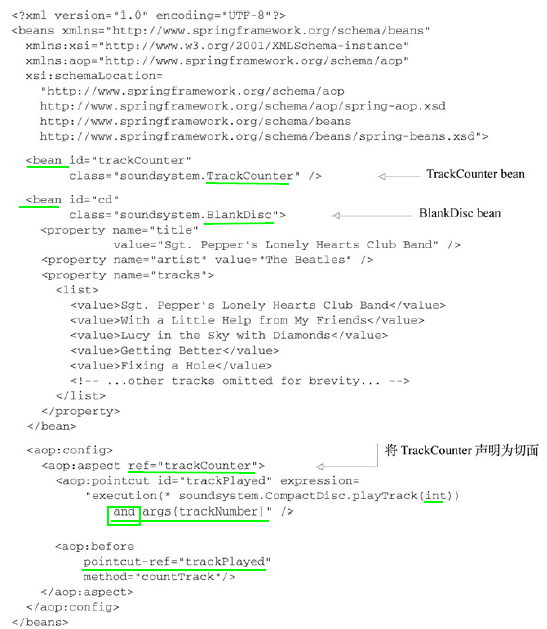 <?xml version="1.0" encoding="UTF-8"?>
<beans xmlns="http://www.springframework.org/schema/beans"
xmlns:xsi="http://www.w3.org/2001/XMLSchema-instance"
xmlns:aop="http://www.springframework.org/schema/aop"
xsi:schemaLocation=
"http://www.springframework.org/schema/aop
http://www.springframework.org/schema/aop/spring-aop.xsd
http://www.springframework.org/schema/beans
http://www.springframework.org/schema/beans/spring-beans.xsd">
<bean id="trackCounter"
class="soundsystem.TrackCounter" />
TrackCounter bean
<bean id="cd"
class="soundsystem.BlankDisc">
BlankDisc bean
<property name="title"
value="Sgt. Pepper's Lonely Hearts Club Band" />
<property name="artist" value="The Beatles" />
<property name="tracks">
<list>
<value>Sgt. Pepper's Lonely Hearts Club Band</value>
<value>With a Little Help from My Friends</value>
<value>Lucy in the Sky with Diamonds</value>
<value>Getting Better</value>
<value>Fixing a Hole</value>
<!-- ...other tracks omitted for brevity... -->
</list>
</property>
</bean>
<aop:config>
<aop:aspect ref="trackCounter">
将 TrackCounter 声明为切面
<aop:pointcut id="trackPlayed" expression=
"execution(* soundsystem.CompactDisc.playTrack(int))
and args(trackNumber)" />
<aop:before
pointcut-ref="trackPlayed"
method="countTrack"/>
</aop:aspect>
</aop:config>
</beans>